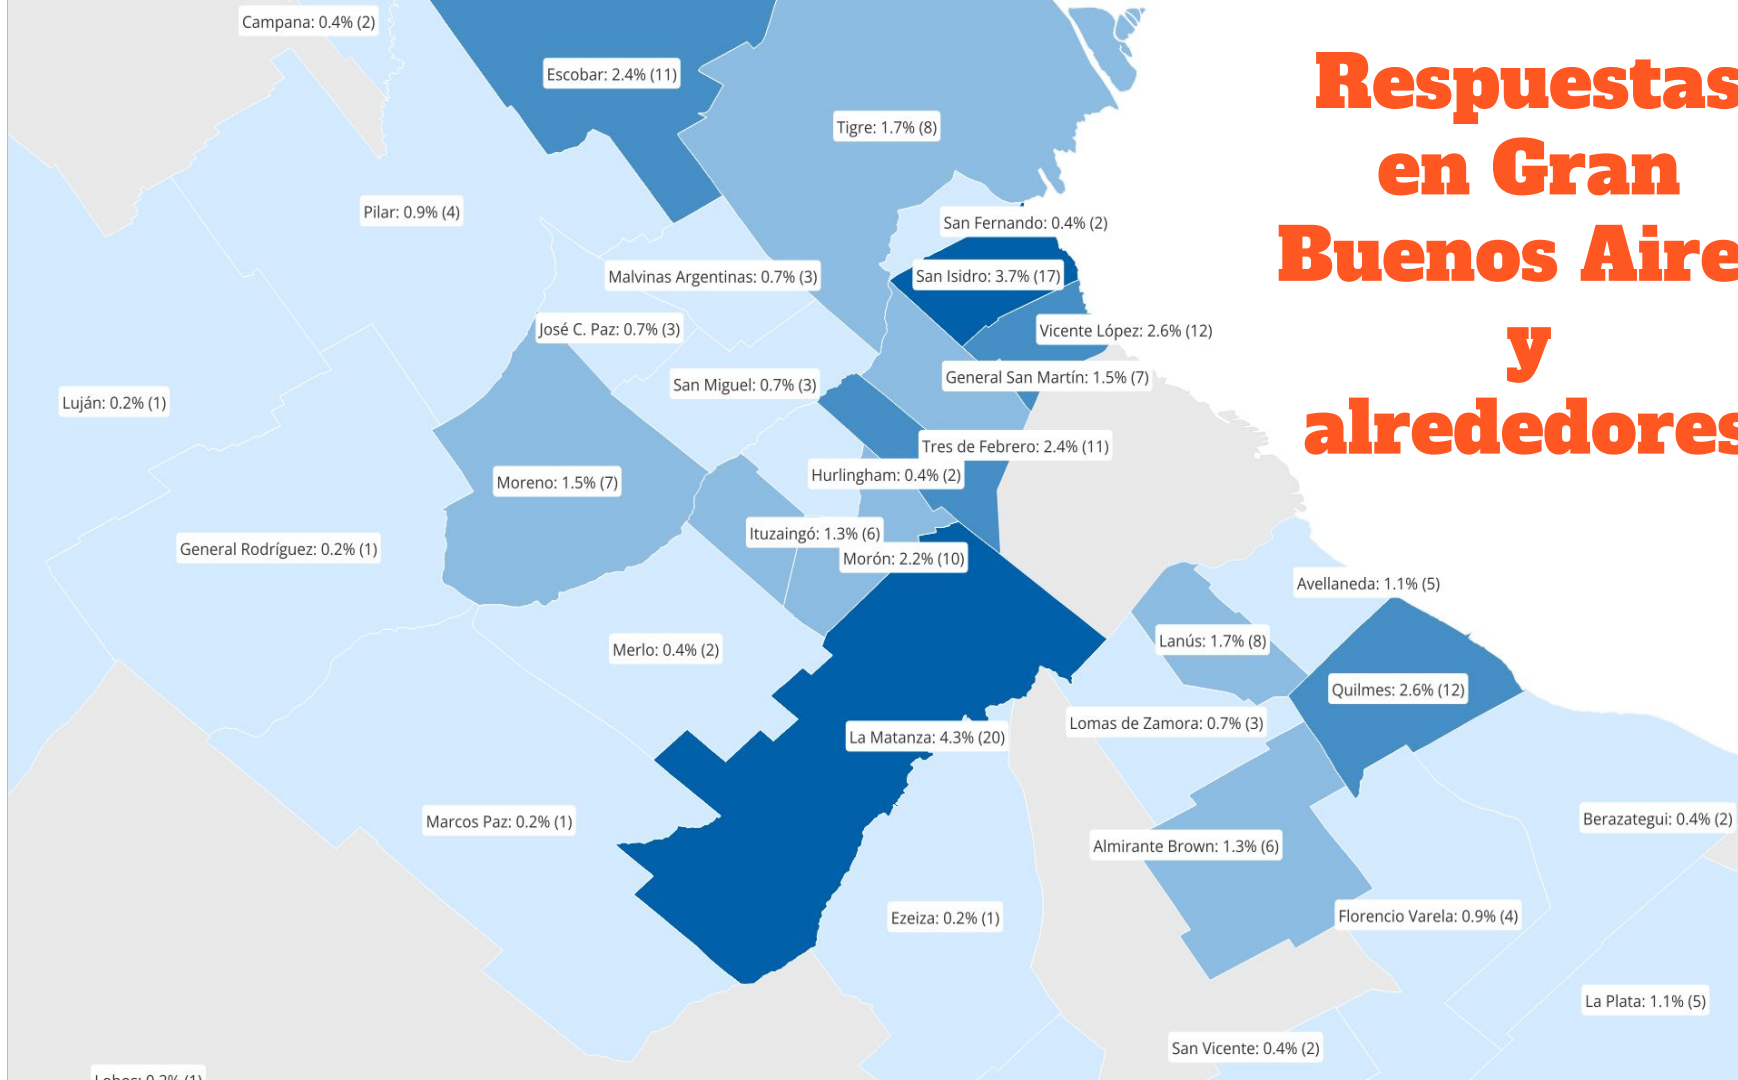 Campana: 0.4% (2)
Escobar: 2.4% (11)
Tigre: 1.7% (8)
Respuestas
en Gran
Buenos Aire
y
alrededores
Pilar: 0.9% (4)
San Fernando: 0.4% (2)
Malvinas Argentinas: 0.7% (3)
San Isidro: 3.7% (17)
José C. Paz: 0.7% (3)
Vicente López: 2.6% (12)
San Miguel: 0.7% (3)
General San Martín: 1.5% (7)
Luján: 0.2% (1)
Tres de Febrero: 2.4% (11)
Moreno: 1.5% (7)
Hurlingham: 0.4% (2)
General Rodríguez: 0.2% (1)
Ituzaingó: 1.3% (6)
Morón: 2.2% (10)
Avellaneda: 1.1% (5)
Merlo: 0.4% (2)
Lanús: 1.7% (8)
Quilmes: 2.6% (12)
La Matanza: 4.3% (20)
Lomas de Zamora: 0.7% (3)
Marcos Paz: 0.2% (1)
Berazategui: 0.4% (2)
Almirante Brown: 1.3% (6)
Ezeiza: 0.2% (1)
Florencio Varela: 0.9% (4)
La Plata: 1.1% (5)
San Vicente: 0.4% (2)
Lobos: 0.2% (1)